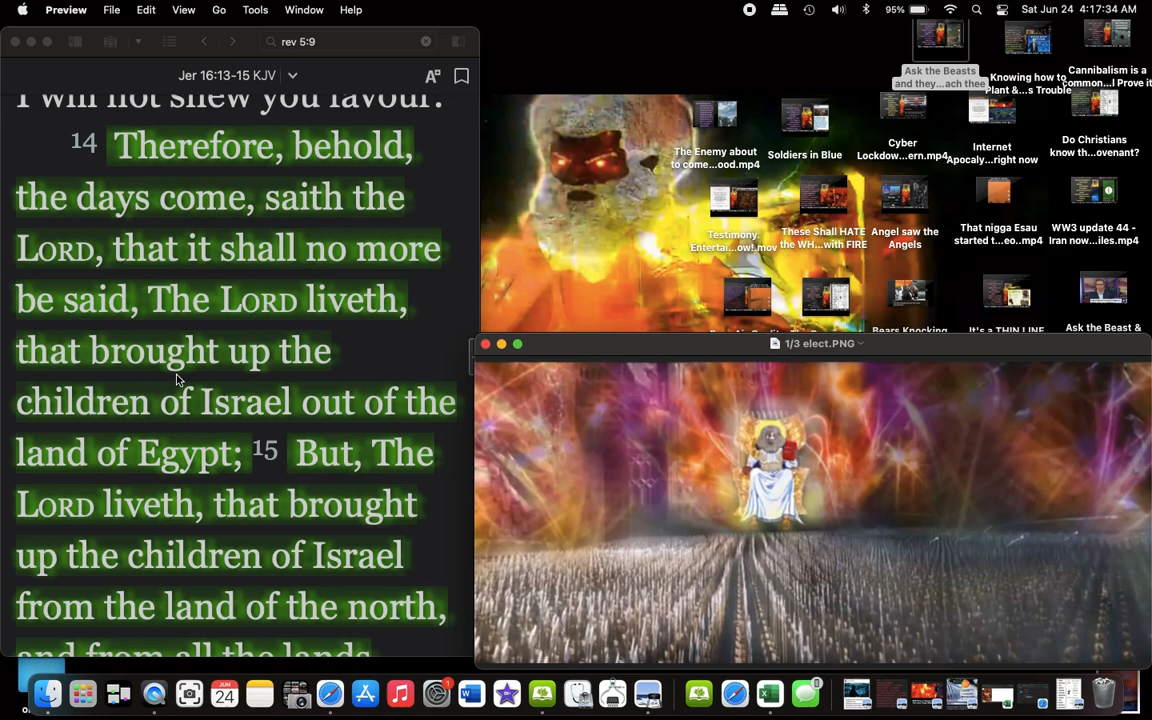 Preview File Edit View Go Tools Window Help
95% Sat Jun 24 4:17:34 AM
rev 5:9
Jer 16:13-15 KJV
I will not shew you favour.
14 Therefore, behold,
the days come, saith the
LORD, that it shall no more
be said, The LORD liveth,
that brought up the
children of Israel out of the
land of Egypt; 15 But, The
LORD liveth, that brought
up the children of Israel
from the land of the north,
and from all the lands
Ask the Beasts
and they...ach thee
Knowing how to
Plant &...s Trouble
Cannibalism is a
common...I Prove it
The Enemy about
to come...ood.mp4
Soldiers in Blue
Cyber
Lockdow...ern.mp4
Internet
Apocaly...right now
Do Christians
know th...ovenant?
Testimony.
Entertai...ow!.mov
These Shall HATE
the WH...with FIRE
Angel saw the
Angels
That nigga Esau
started t...eo..mp4
WW3 update 44 -
Iran now...iles.mp4
Bears Knocking
It's a THIN LINE
Ask the Beast &
1/3 elect.PNG
JUN
24
1